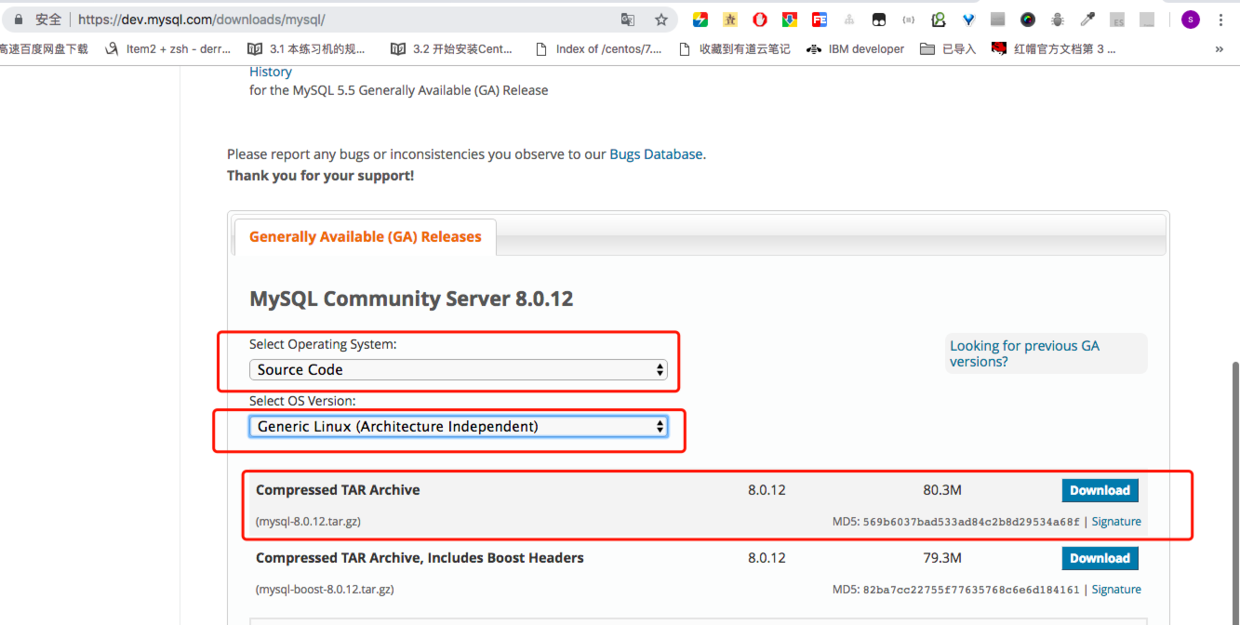 安全 https://dev.mysql.com/downloads/mysql/
高速百度网盘下载 Item2 + zsh - derr... 3.1 本练习机的规... 3.2 开始安装Cent... Index of /centos/7.... 收藏到有道云笔记 IBM developer 已导入 红帽官方文档第 3 ... »
History
for the MySQL 5.5 Generally Available (GA) Release
Please report any bugs or inconsistencies you observe to our Bugs Database.
Thank you for your support!
Generally Available (GA) Releases
MySQL Community Server 8.0.12
Select Operating System:
Source Code
Looking for previous GA
versions?
Select OS Version:
Generic Linux (Architecture Independent)
Compressed TAR Archive 8.0.12 80.3M Download
(mysql-8.0.12.tar.gz) MD5: 569b6037bad533ad84c2b8d29534a68f | Signature
Compressed TAR Archive, Includes Boost Headers 8.0.12 79.3M Download
(mysql-boost-8.0.12.tar.gz) MD5: 82ba7cc22755f77635768c6e6d184161 | Signature